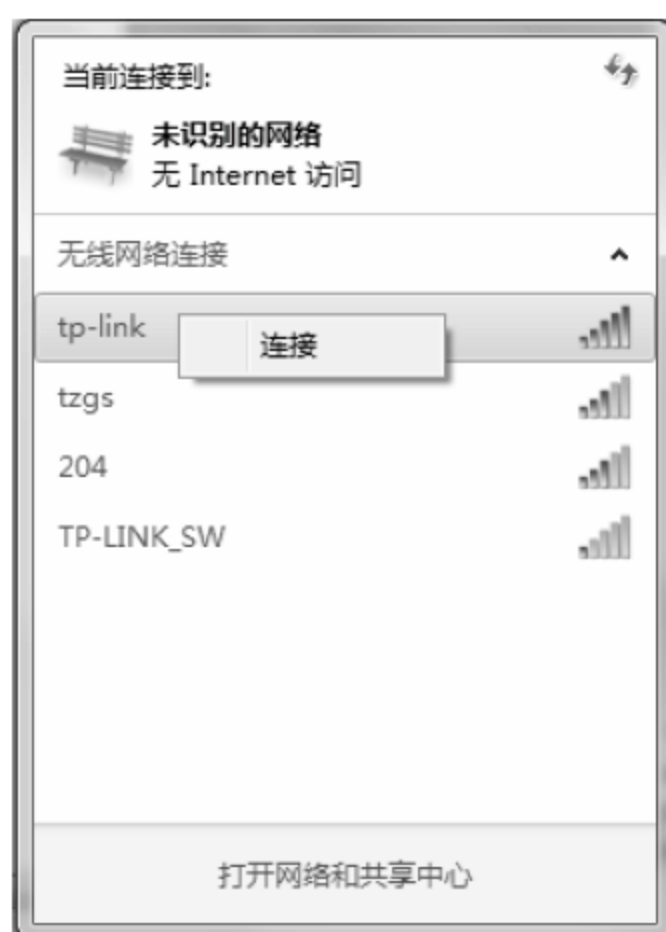 当前连接到:
未识别的网络
无 Internet 访问
无线网络连接
tp-link
连接
tzgs
204
TP-LINK_SW
打开网络和共享中心